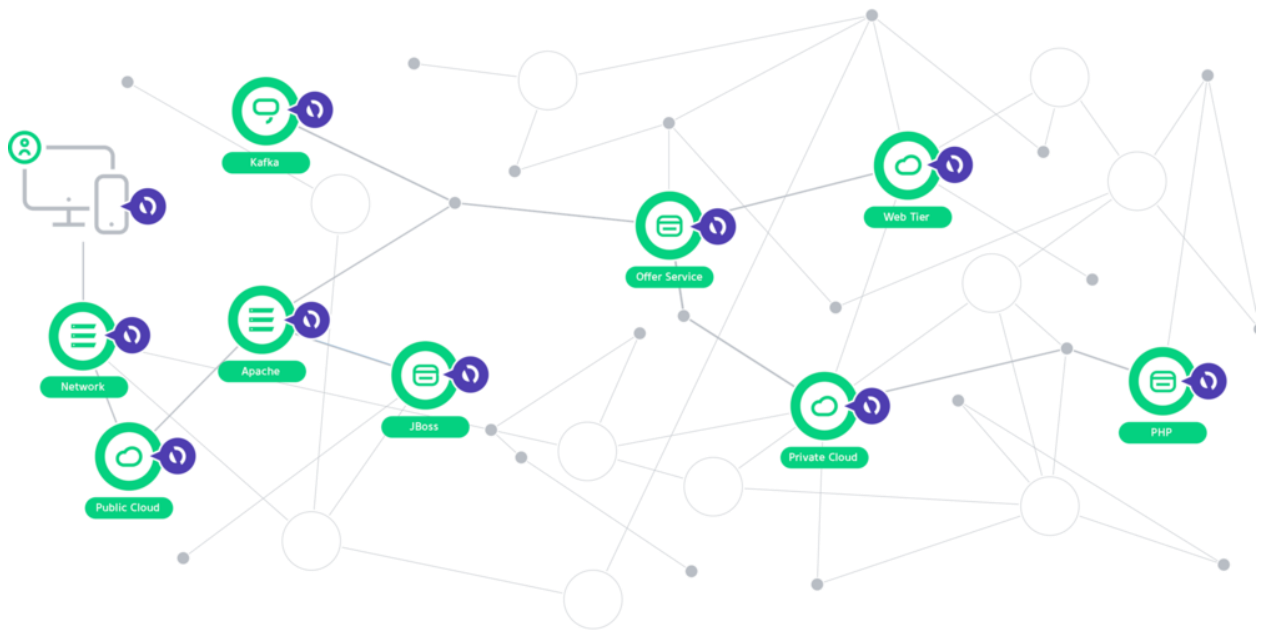 Kafka
Web Tier
Offer Service
Apache
Network
JBoss
PHP
Private Cloud
Public Cloud